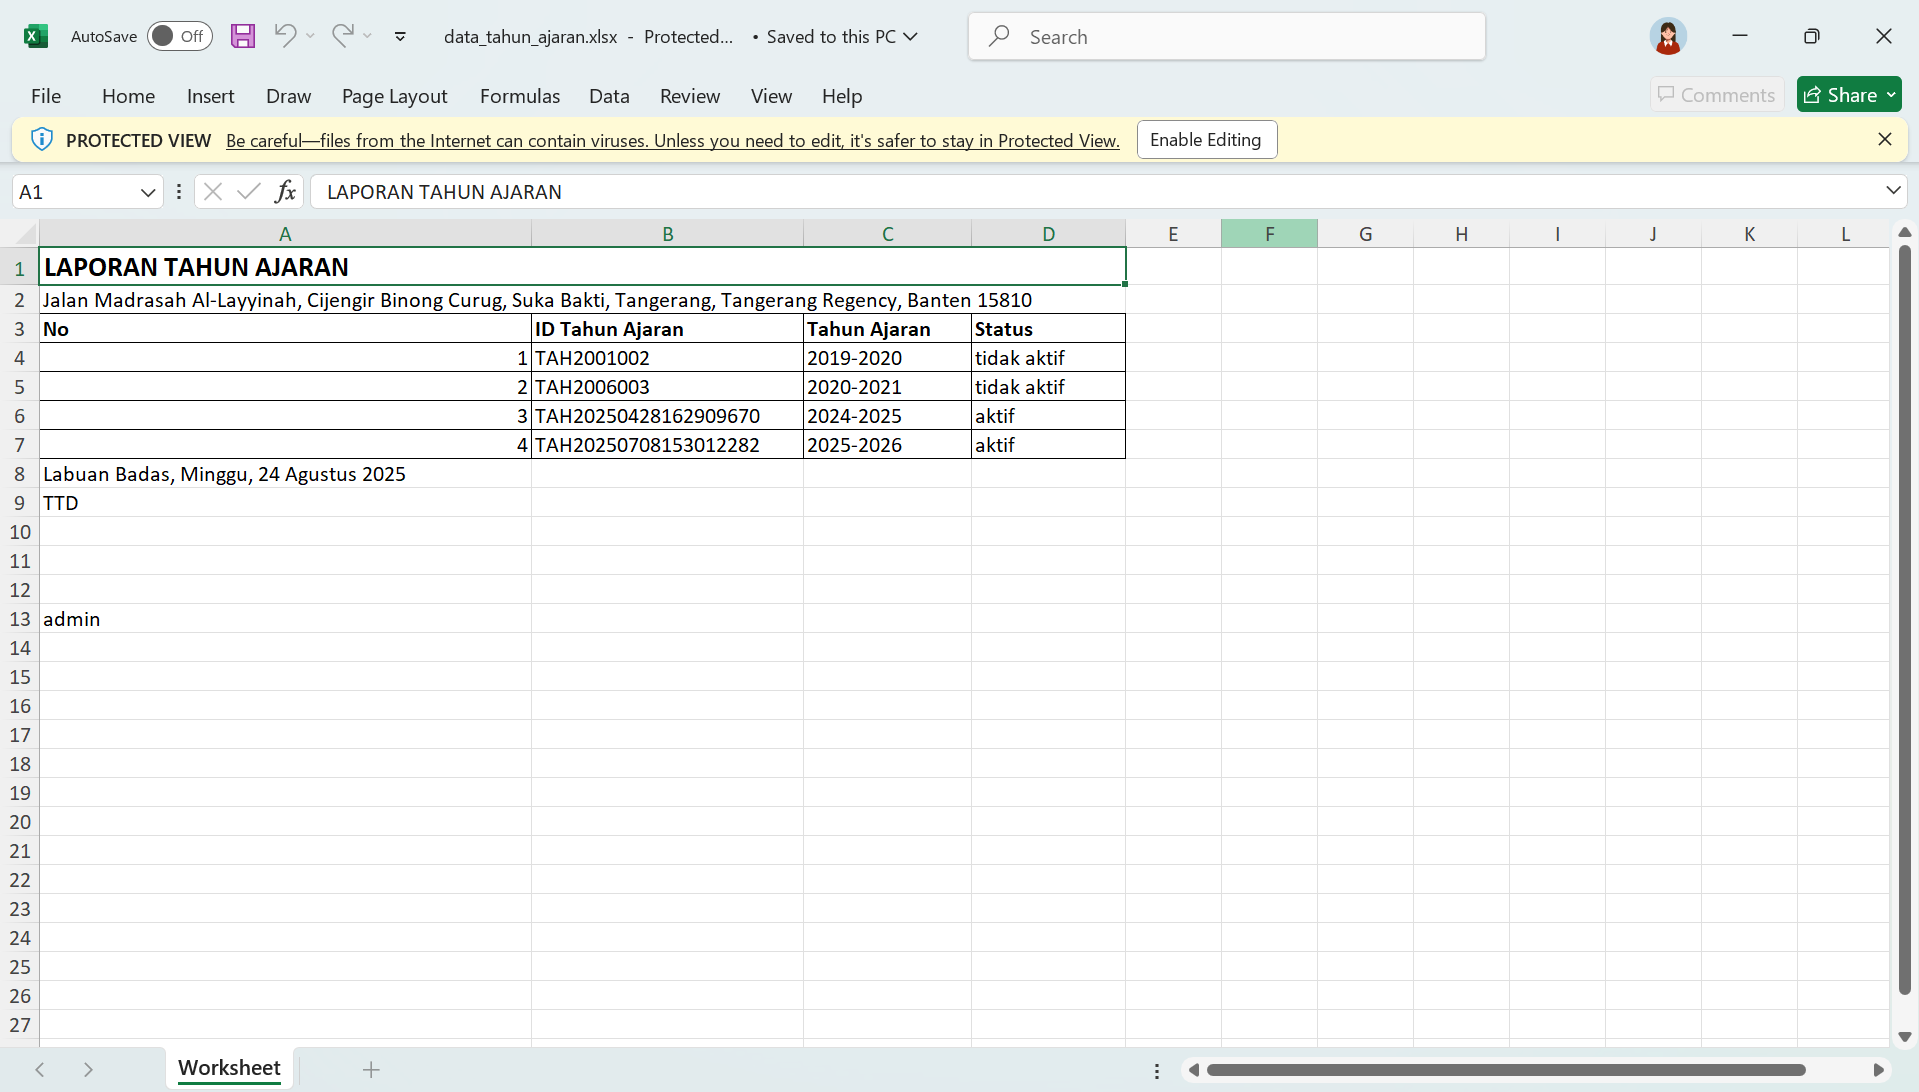 AutoSave Off data_tahun_ajaran.xlsx - Protected... • Saved to this PC Search
File Home Insert Draw Page Layout Formulas Data Review View Help Comments Share
PROTECTED VIEW Be careful—files from the Internet can contain viruses. Unless you need to edit, it's safer to stay in Protected View. Enable Editing
A1 fx LAPORAN TAHUN AJARAN
A B C D E F G H I J K L
1 LAPORAN TAHUN AJARAN
2 Jalan Madrasah Al-Layyinah, Cijengir Binong Curug, Suka Bakti, Tangerang, Tangerang Regency, Banten 15810
3 No ID Tahun Ajaran Tahun Ajaran Status
4 1 TAH2001002 2019-2020 tidak aktif
5 2 TAH2006003 2020-2021 tidak aktif
6 3 TAH20250428162909670 2024-2025 aktif
7 4 TAH20250708153012282 2025-2026 aktif
8 Labuan Badas, Minggu, 24 Agustus 2025
9 TTD
10
11
12
13 admin
14
15
16
17
18
19
20
21
22
23
24
25
26
27
Worksheet